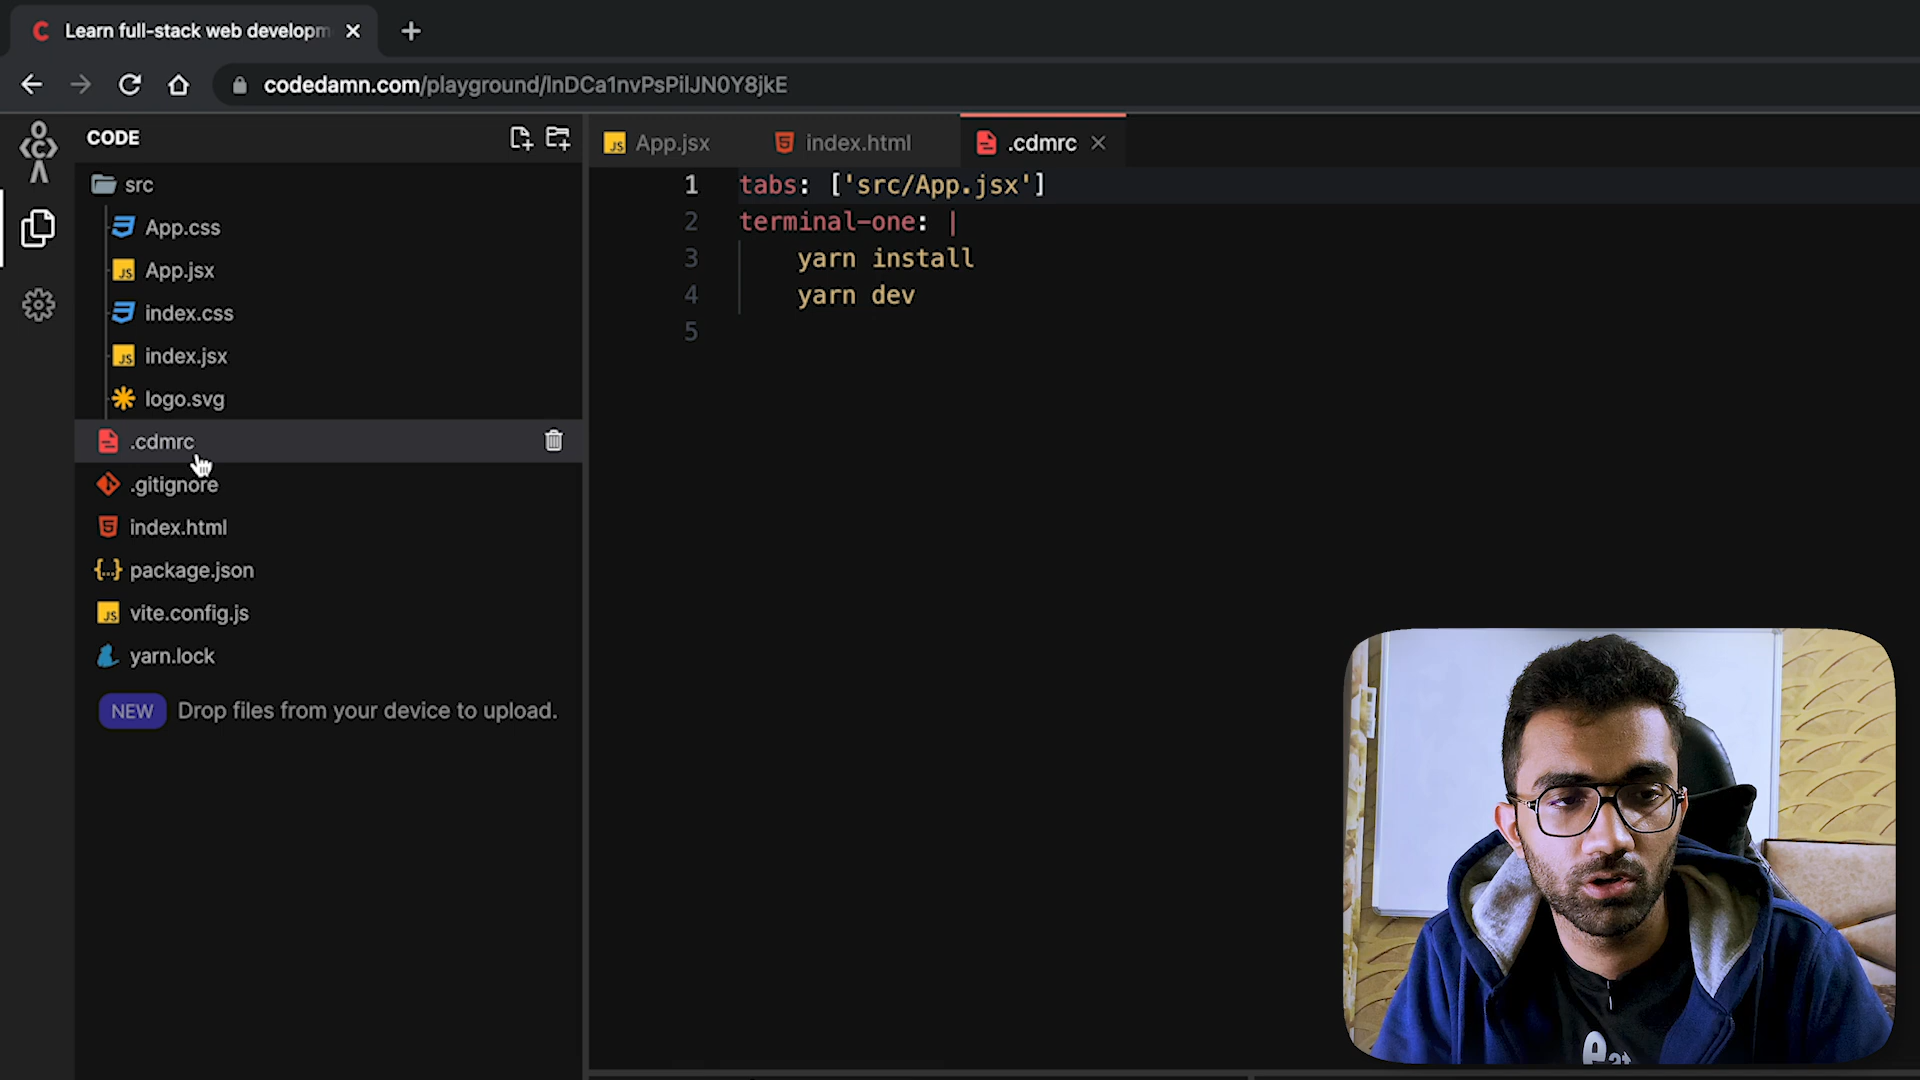 Learn full-stack web developm
codedamn.com/playground/lnDCa1nvPsPilJN0Y8jkE
CODE
src
App.css
App.jsx
index.css
index.jsx
logo.svg
.cdmrc
.gitignore
index.html
package.json
vite.config.js
yarn.lock
NEW Drop files from your device to upload.
App.jsx index.html .cdmrc
1 tabs: ['src/App.jsx']
2 terminal-one: |
3 yarn install
4 yarn dev
5
eat